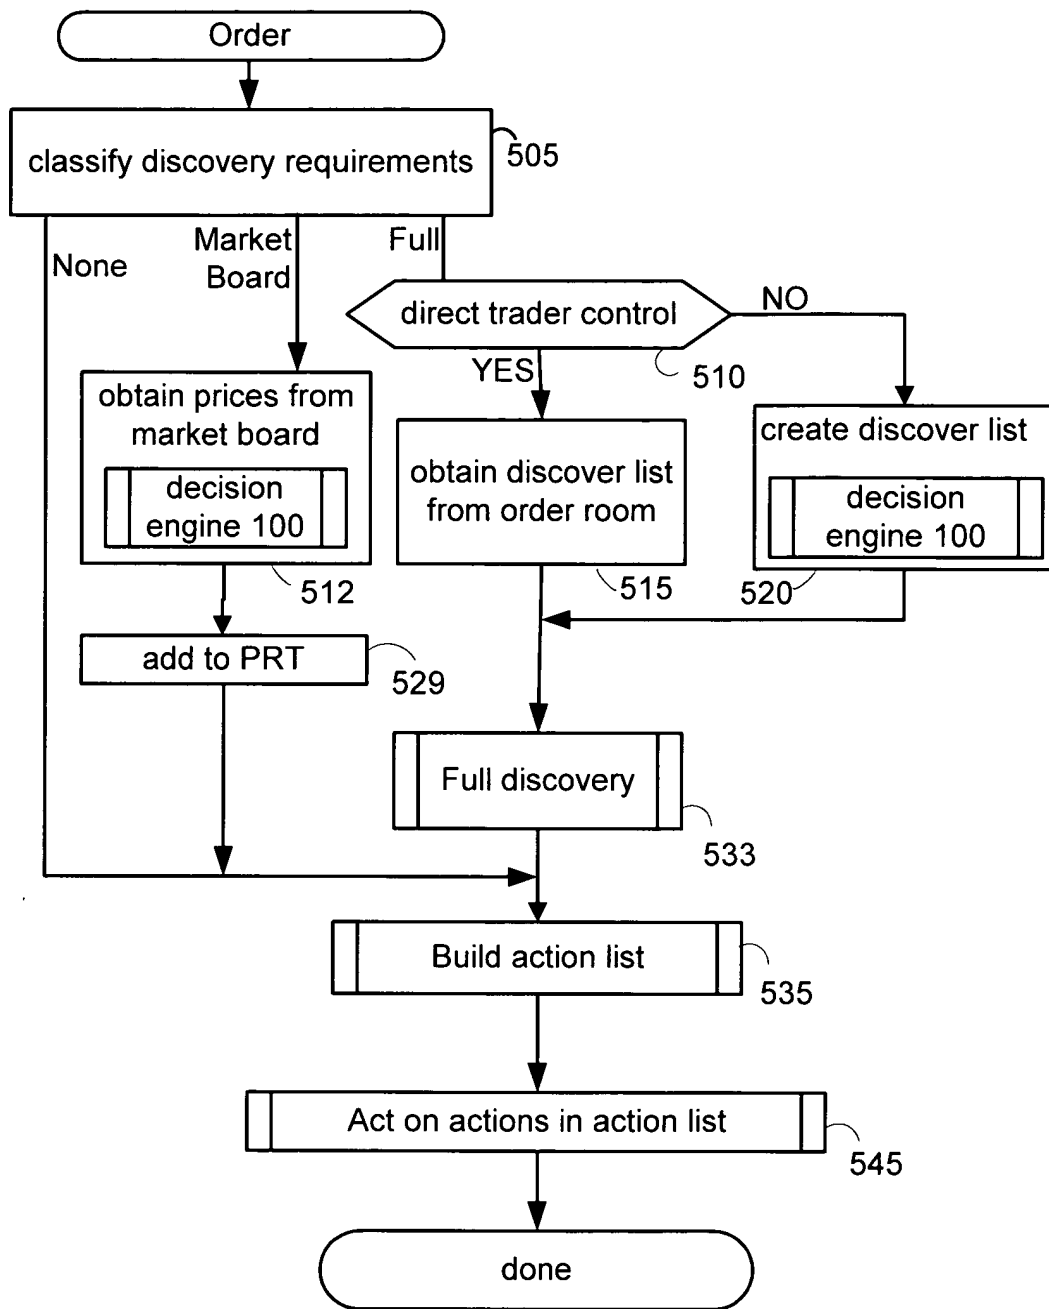 Order
classify discovery requirements
505
None
Market
Board
Full
direct trader control
NO
YES
510
obtain prices from
market board
decision
engine 100
512
obtain discover list
from order room
515
create discover list
decision
engine 100
520
add to PRT
529
Full discovery
533
Build action list
535
Act on actions in action list
545
done